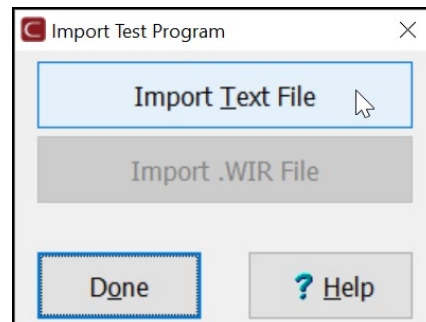 Import Test Program
Import Text File
Import .WIR File
Done
? Help